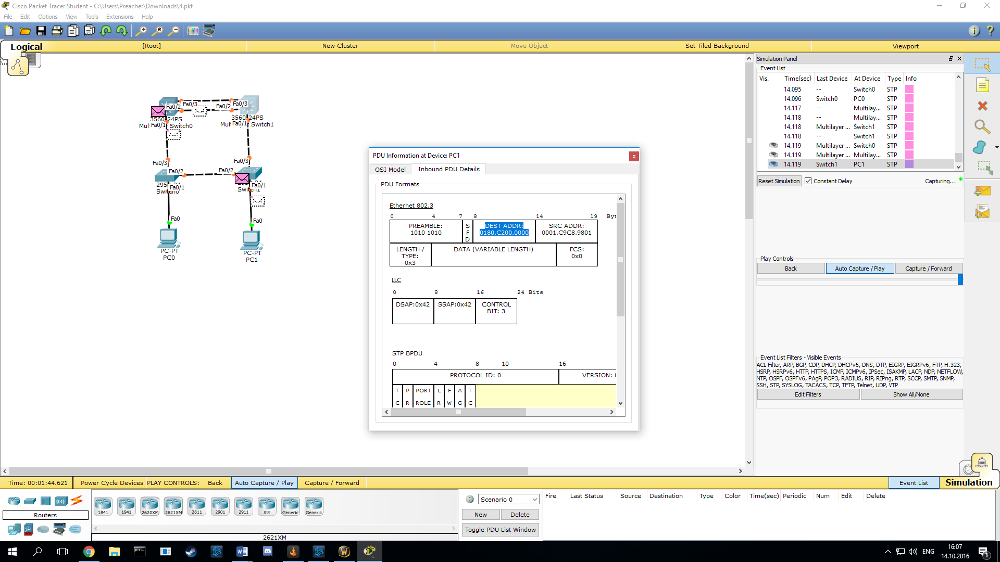 Cisco Packet Tracer Student - C:\Users\Preacher\Downloads\4.pkt
File Edit Options View Tools Extensions Help
Logical [Root] New Cluster Move Object Set Tiled Background Viewport
Fa0/3 Fa0/3
Fa0/2 Fa0/2
3560-24PS 3560-24PS
Fa0/1 Switch0 Fa0/1 Switch1
Fa0/3 Fa0/3
Fa0/2 Fa0/2
Fa0/1 Fa0/1
Switch0 Switch1
Fa0 Fa0
PC-PT PC-PT
PC0 PC1
PDU Information at Device: PC1
OSI Model Inbound PDU Details
PDU Formats
Ethernet 802.3
0 4 7 8 14 19 Byt
PREAMBLE: 1010 1010
SFD
DEST ADDR: 0180.C200.0000
SRC ADDR: 0001.C9C8.9801
LENGTH / TYPE: 0x3
DATA (VARIABLE LENGTH)
FCS: 0x0
LLC
0 8 16 24 Bits
DSAP:0x42 SSAP:0x42 CONTROL BIT: 3
STP BPDU
0 4 8 10 16
PROTOCOL ID: 0 VERSION: 0
T P PORT L F A T
C R ROLE R W G C
Simulation Panel
Event List
Vis. Time(sec) Last Device At Device Type Info
14.095 -- Switch0 STP
14.096 Switch0 PC0 STP
14.117 -- Multilay... STP
14.118 -- Multilay... STP
14.118 Multilayer ... Switch1 STP
14.118 -- Switch1 STP
14.119 Multilayer ... Switch0 STP
14.119 Multilayer ... Multilay... STP
14.119 Switch1 PC1 STP
Reset Simulation Constant Delay Capturing... *
Play Controls
Back Auto Capture / Play Capture / Forward
Event List Filters - Visible Events
ACL Filter, ARP, BGP, CDP, DHCP, DHCPv6, DNS, DTP, EIGRP, EIGRPv6, FTP, H.323,
HSRP, HSRPv6, HTTP, HTTPS, ICMP, ICMPv6, IPSec, ISAKMP, LACP, NDP, NETFLOW,
NTP, OSPF, OSPFv6, PAgP, POP3, RADIUS, RIP, RIPng, RTP, SCCP, SMTP, SNMP,
SSH, STP, SYSLOG, TACACS, TCP, TFTP, Telnet, UDP, VTP
Edit Filters Show All/None
Time: 00:01:44.621 Power Cycle Devices PLAY CONTROLS: Back Auto Capture / Play Capture / Forward Event List Simulation
Routers
1841 1941 2620XM 2621XM 2811 2901 2911 819 Generic Generic
2621XM
Scenario 0
New Delete
Toggle PDU List Window
Fire Last Status Source Destination Type Color Time(sec) Periodic Num Edit Delete
ENG
16:07
14.10.2016
1